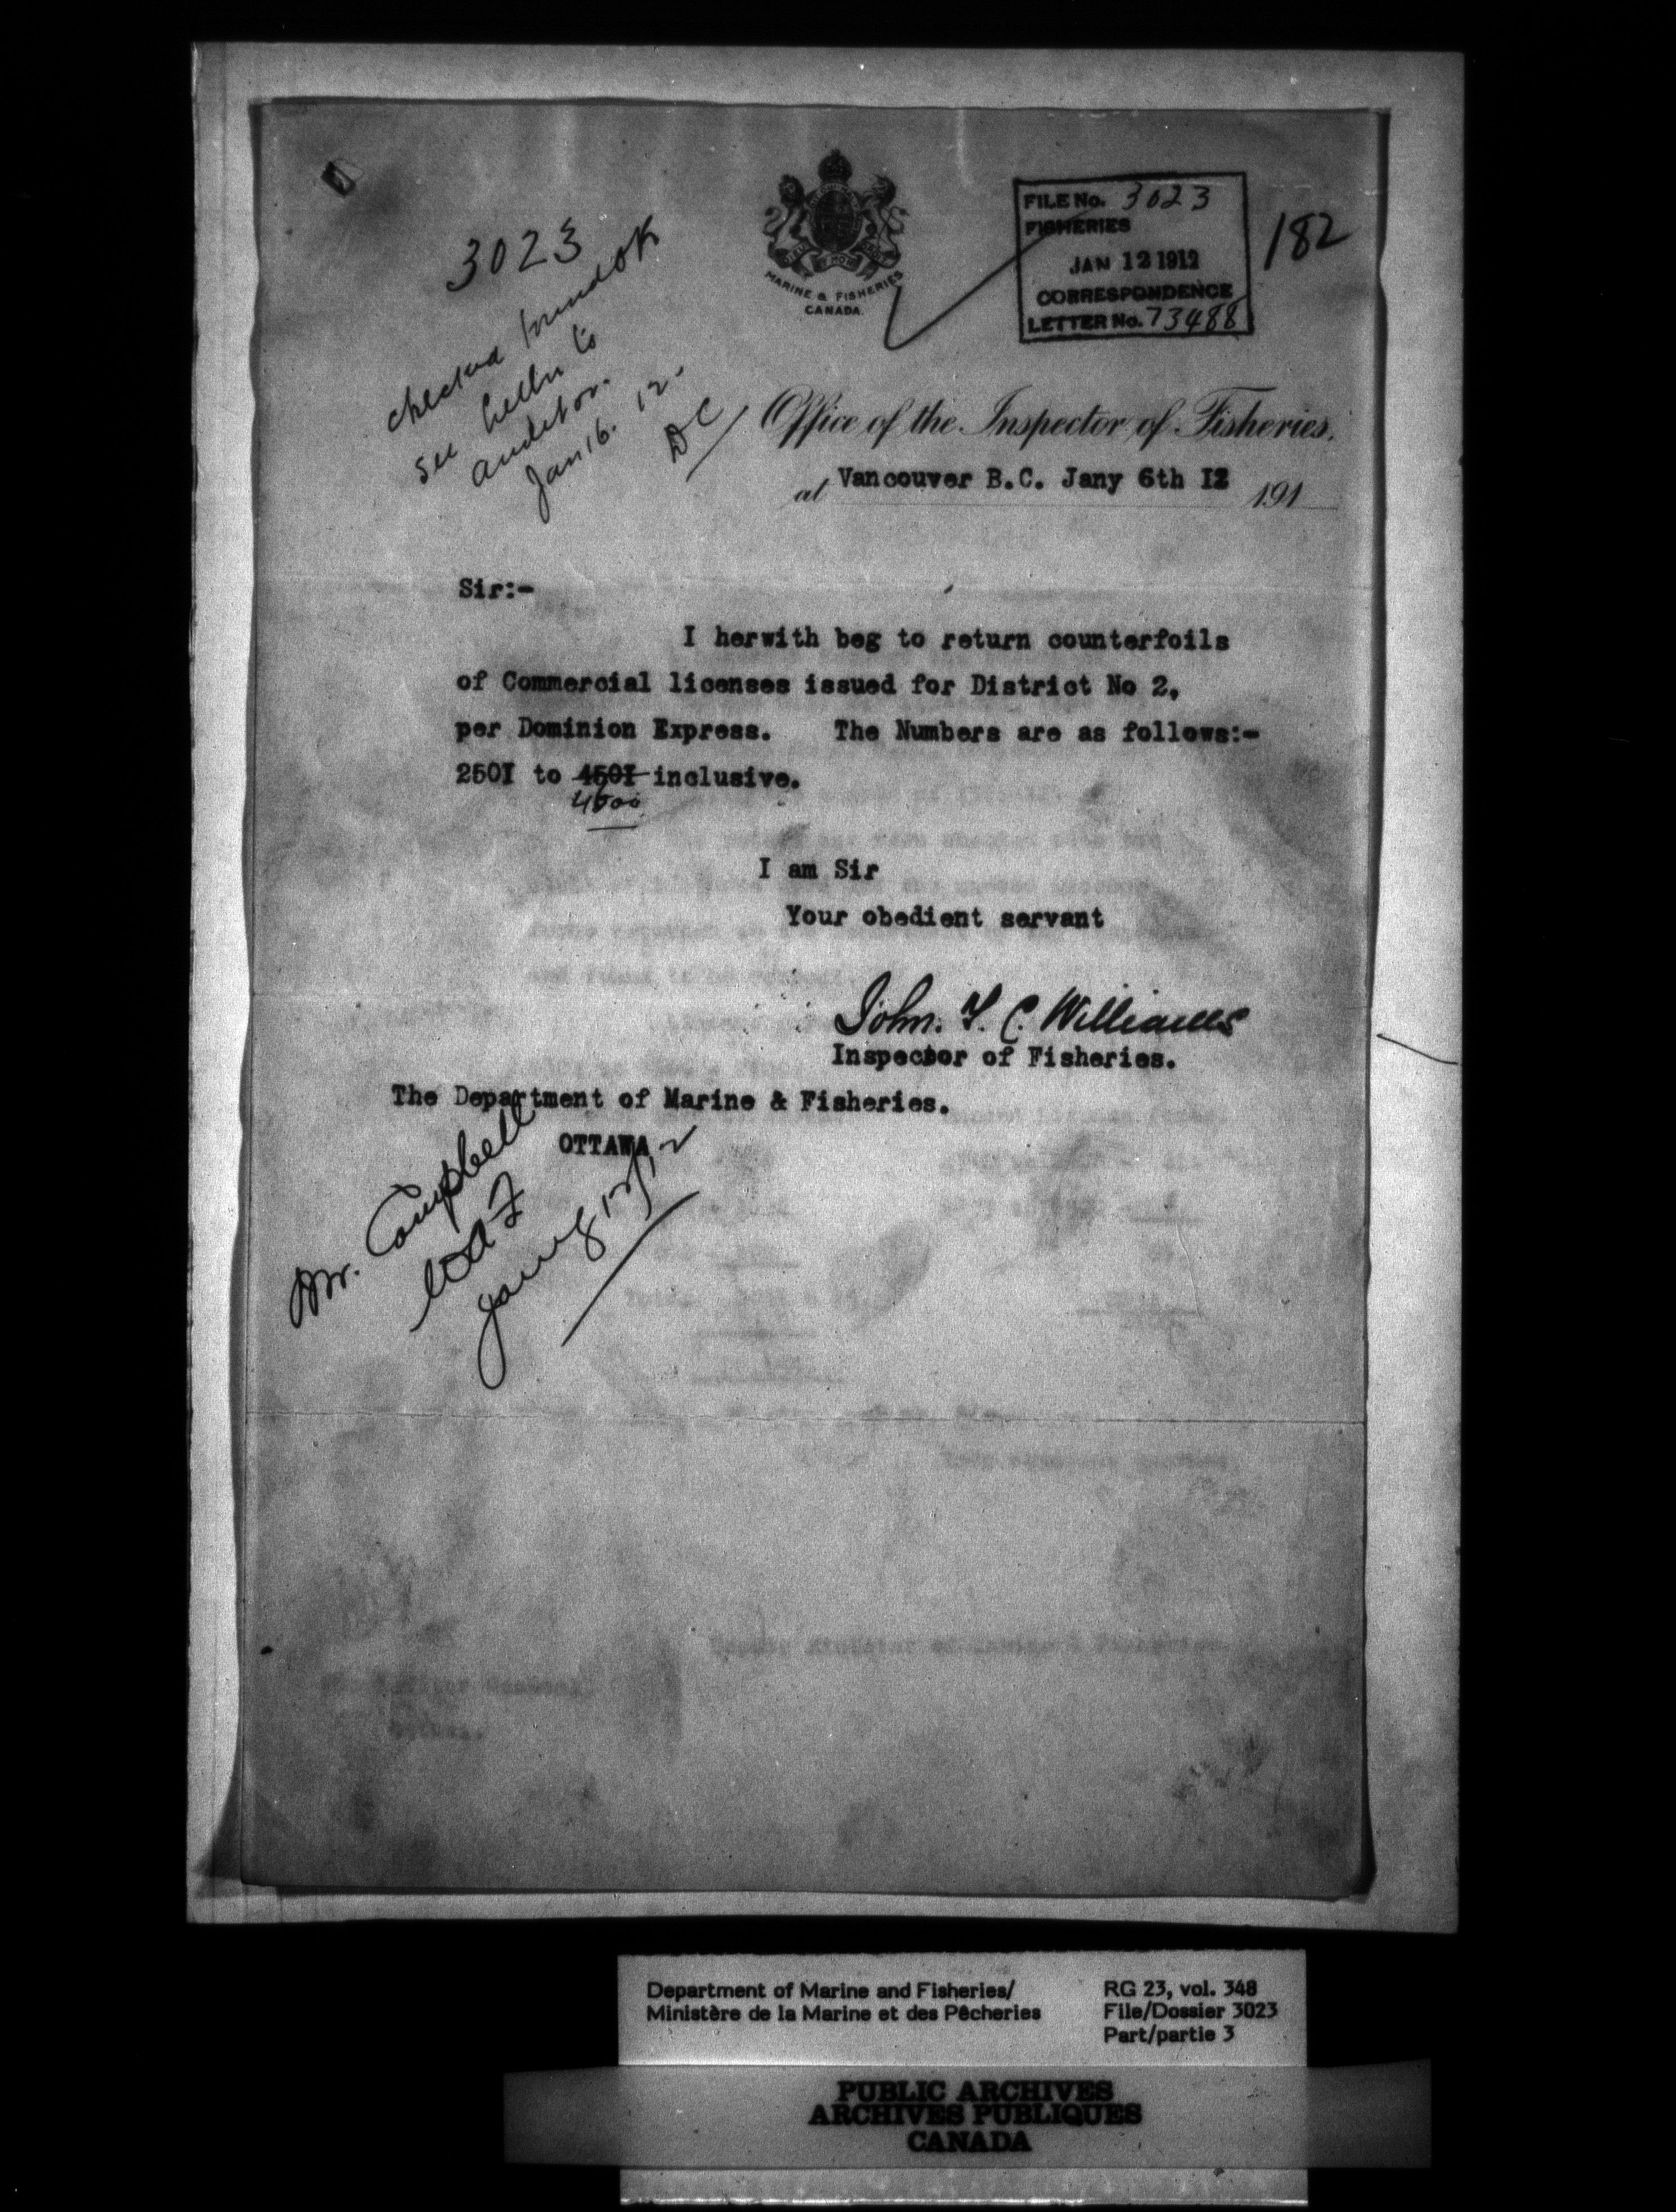 3023
checked found ok
see letter to
auditor.
Jan 16. 12.
DC
MARINE & FISHERIES
CANADA
FILE No. 3023
FISHERIES
JAN 12 1912
CORRESPONDENCE
LETTER No. 73488
182
Office of the Inspector of Fisheries.
at Vancouver B.C. Jany 6th I2 191
Sir:-
I herwith beg to return counterfoils
of Commercial licenses issued for District No 2,
per Dominion Express. The Numbers are as follows:-
250I to 450I inclusive.
4500
I am Sir
Your obedient servant
John. T. C. Williams
Inspector of Fisheries.
The Department of Marine & Fisheries.
OTTAWA
Mr. Campbell
Jany 12/12
Department of Marine and Fisheries/
Ministère de la Marine et des Pêcheries
RG 23, vol. 348
File/Dossier 3023
Part/partie 3
PUBLIC ARCHIVES
ARCHIVES PUBLIQUES
CANADA